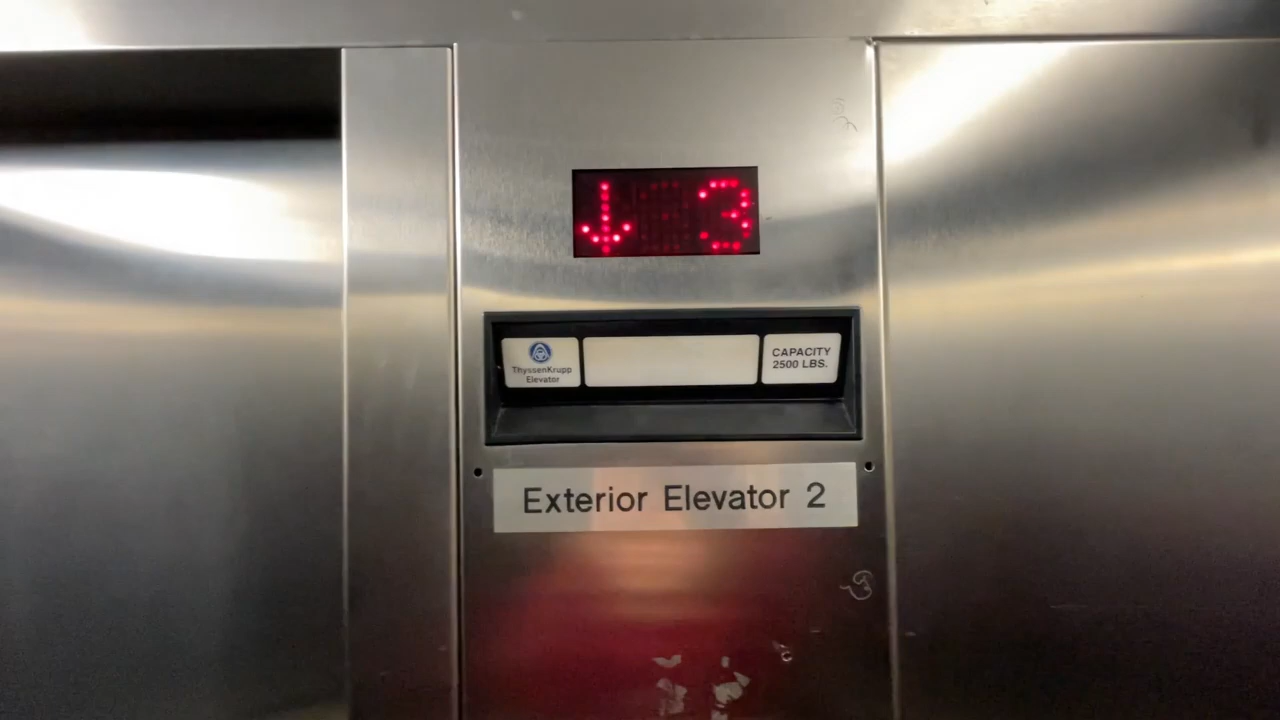 ↓ 3
ThyssenKrupp
Elevator
CAPACITY
2500 LBS.
Exterior Elevator 2